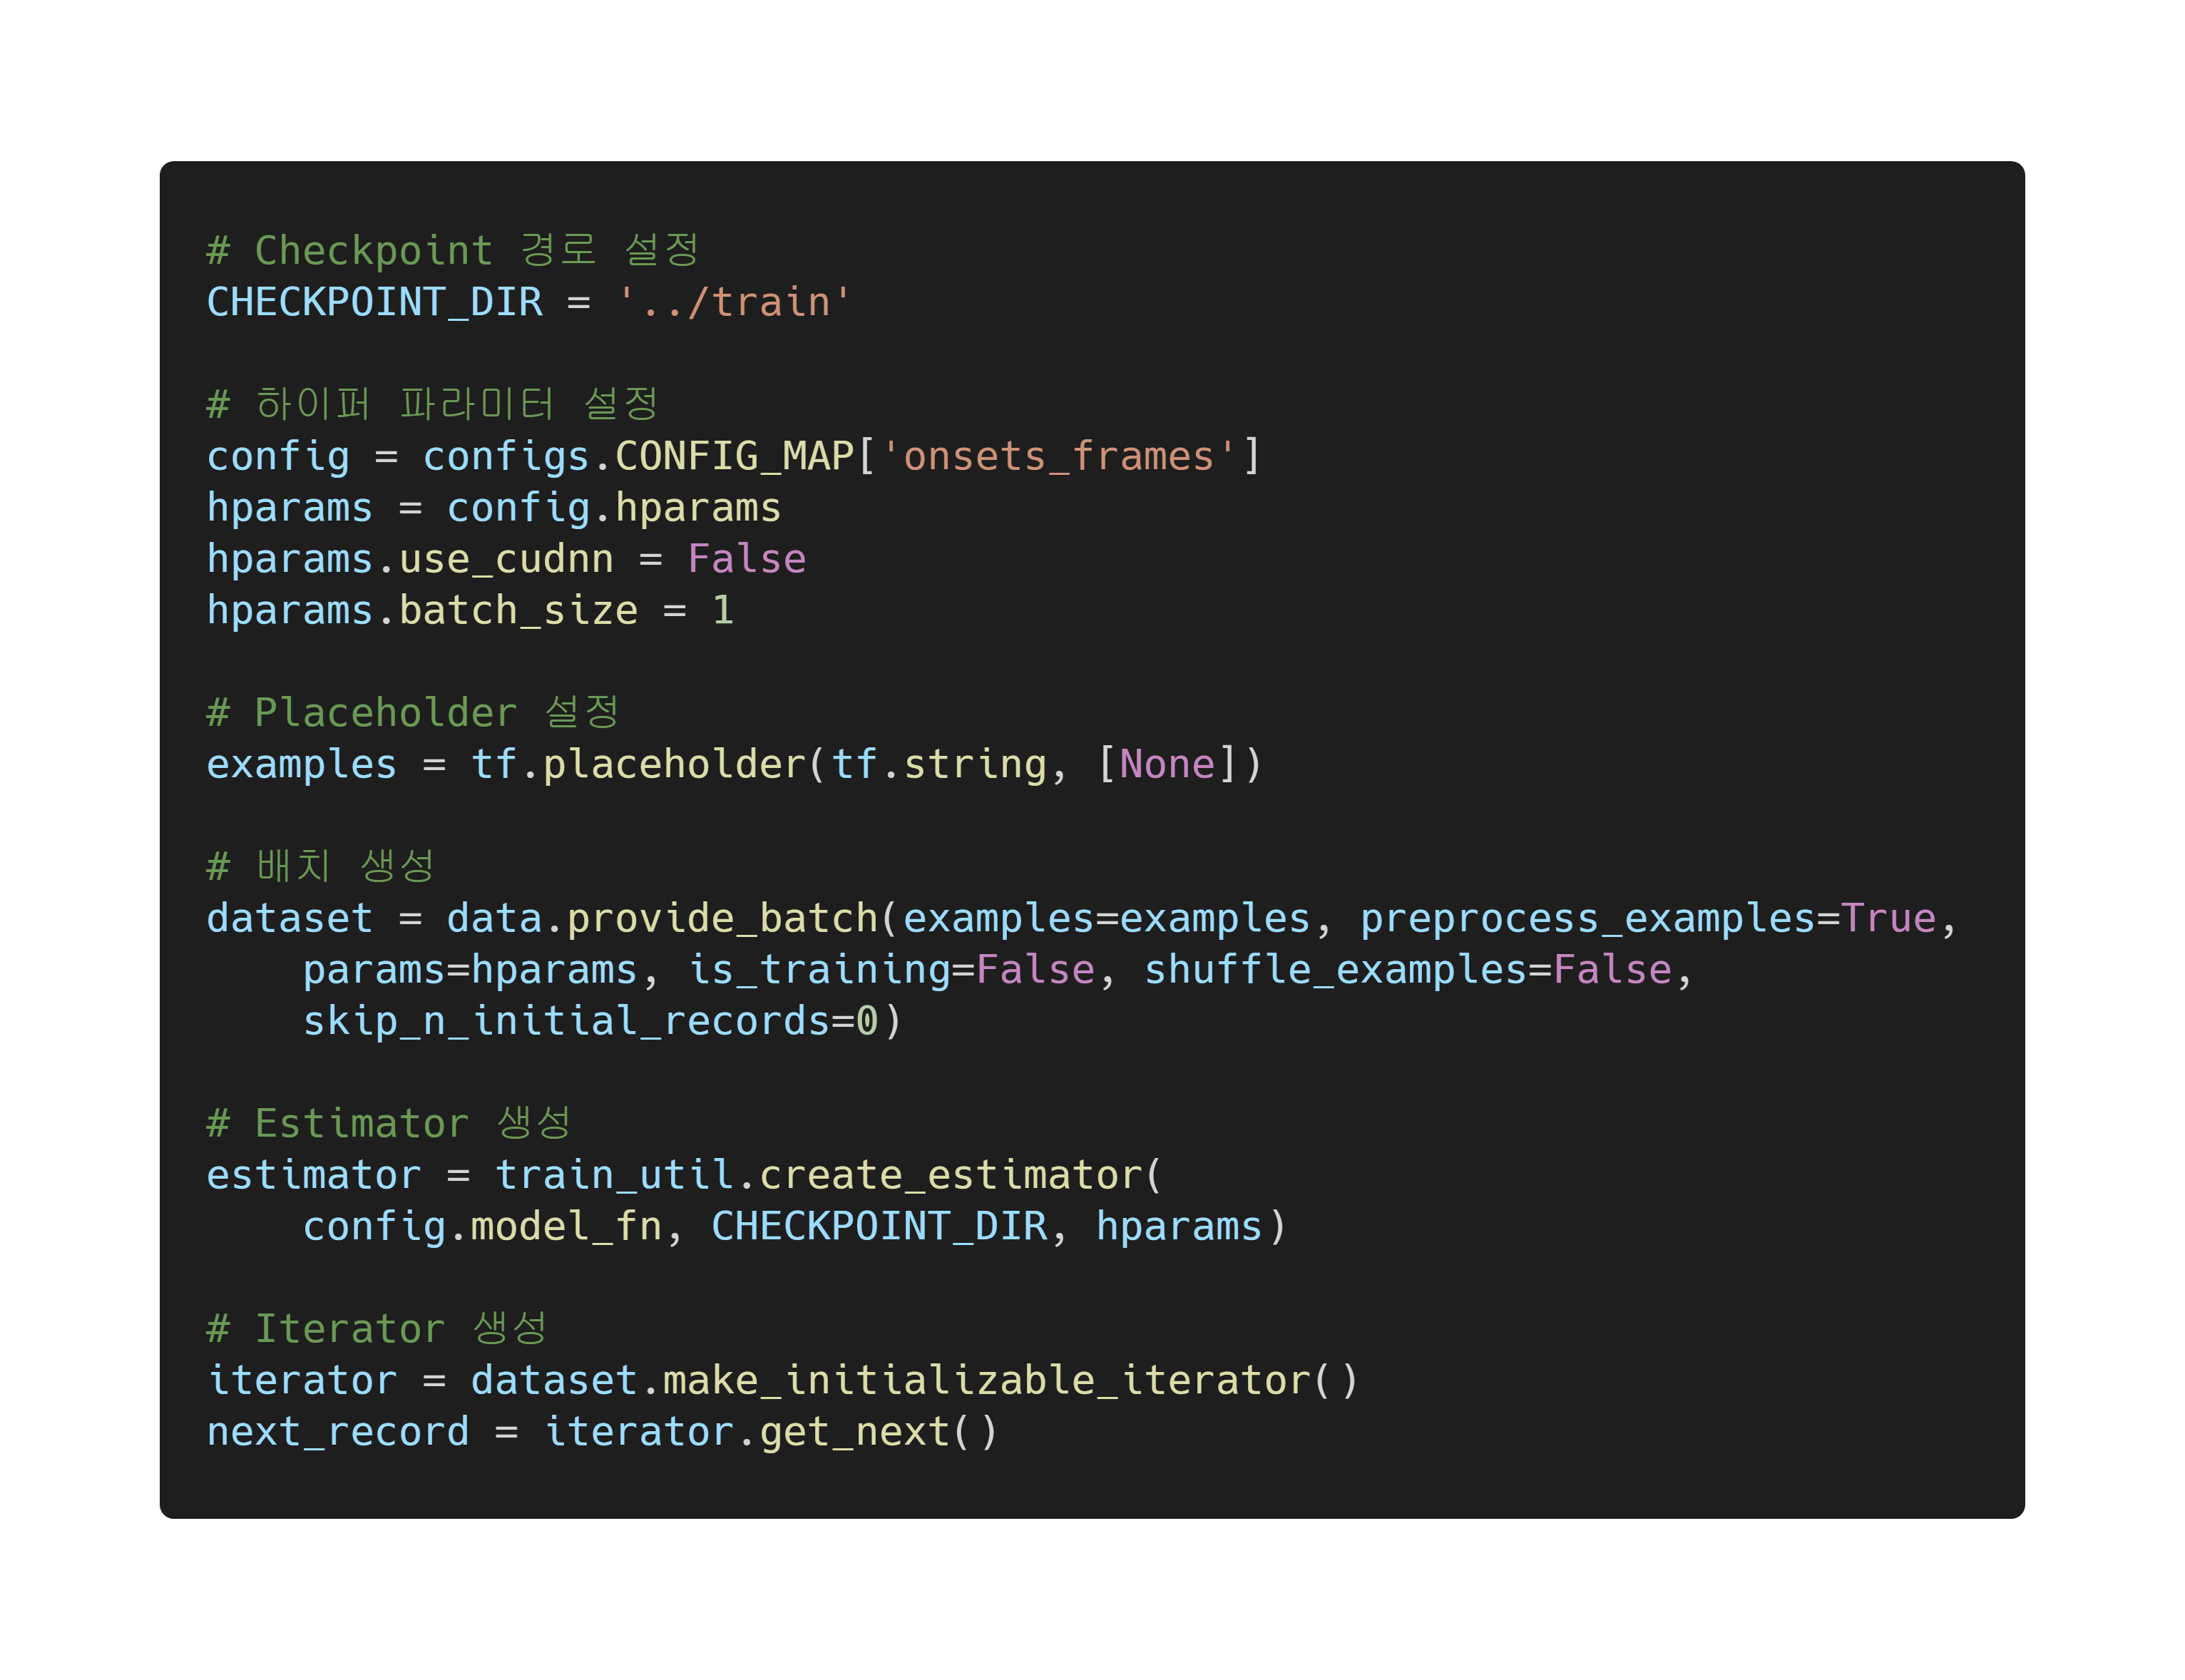 # Checkpoint 경로 설정
CHECKPOINT_DIR = '../train'
# 하이퍼 파라미터 설정
config = configs.CONFIG_MAP['onsets_frames']
hparams = config.hparams
hparams.use_cudnn = False
hparams.batch_size = 1
# Placeholder 설정
examples = tf.placeholder(tf.string, [None])
# 배치 생성
dataset = data.provide_batch(examples=examples, preprocess_examples=True,
    params=hparams, is_training=False, shuffle_examples=False,
    skip_n_initial_records=0)
# Estimator 생성
estimator = train_util.create_estimator(
    config.model_fn, CHECKPOINT_DIR, hparams)
# Iterator 생성
iterator = dataset.make_initializable_iterator()
next_record = iterator.get_next()